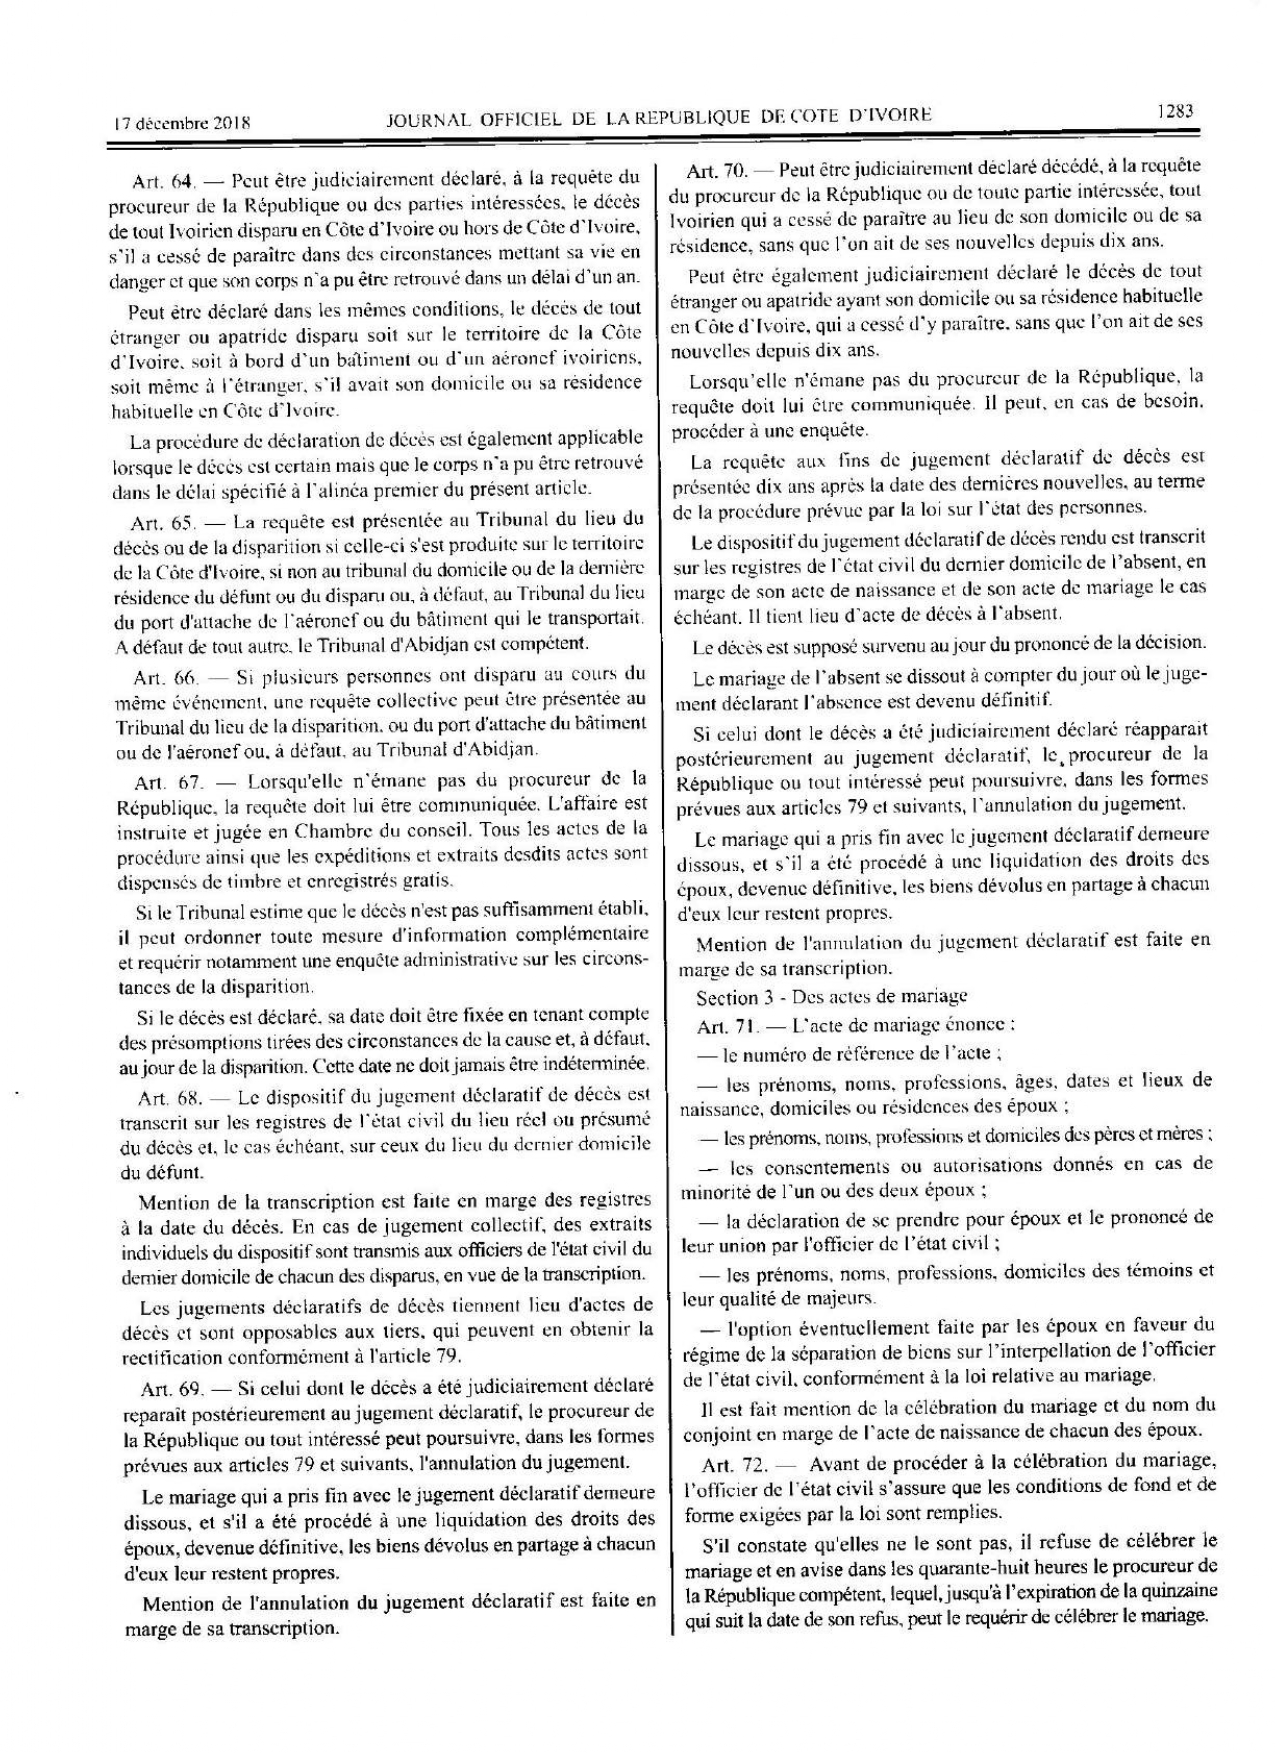 17 décembre 2018
JOURNAL OFFICIEL DE LA REPUBLIQUE DE COTE D'IVOIRE
1283
Art. 64. — Peut être judiciairement déclaré, à la requête du
procureur de la République ou des parties intéressées, le décès
de tout Ivoirien disparu en Côte d'Ivoire ou hors de Côte d'Ivoire,
s'il a cessé de paraître dans des circonstances mettant sa vie en
danger et que son corps n'a pu être retrouvé dans un délai d'un an.
Peut être déclaré dans les mêmes conditions, le décès de tout
étranger ou apatride disparu soit sur le territoire de la Côte
d'Ivoire, soit à bord d'un bâtiment ou d'un aéronef ivoiriens,
soit même à l'étranger, s'il avait son domicile ou sa résidence
habituelle en Côte d'Ivoire.
La procédure de déclaration de décès est également applicable
lorsque le décès est certain mais que le corps n'a pu être retrouvé
dans le délai spécifié à l'alinéa premier du présent article.
Art. 65. — La requête est présentée au Tribunal du lieu du
décès ou de la disparition si celle-ci s'est produite sur le territoire
de la Côte d'Ivoire, si non au tribunal du domicile ou de la dernière
résidence du défunt ou du disparu ou, à défaut, au Tribunal du lieu
du port d'attache de l'aéronef ou du bâtiment qui le transportait.
A défaut de tout autre, le Tribunal d'Abidjan est compétent.
Art. 66. — Si plusieurs personnes ont disparu au cours du
même événement, une requête collective peut être présentée au
Tribunal du lieu de la disparition, ou du port d'attache du bâtiment
ou de l'aéronef ou, à défaut, au Tribunal d'Abidjan.
Art. 67. — Lorsqu'elle n'émane pas du procureur de la
République, la requête doit lui être communiquée. L'affaire est
instruite et jugée en Chambre du conseil. Tous les actes de la
procédure ainsi que les expéditions et extraits desdits actes sont
dispensés de timbre et enregistrés gratis.
Si le Tribunal estime que le décès n'est pas suffisamment établi,
il peut ordonner toute mesure d'information complémentaire
et requérir notamment une enquête administrative sur les circons-
tances de la disparition.
Si le décès est déclaré, sa date doit être fixée en tenant compte
des présomptions tirées des circonstances de la cause et, à défaut,
au jour de la disparition. Cette date ne doit jamais être indéterminée.
Art. 68. — Le dispositif du jugement déclaratif de décès est
transcrit sur les registres de l'état civil du lieu réel ou présumé
du décès et, le cas échéant, sur ceux du lieu du dernier domicile
du défunt.
Mention de la transcription est faite en marge des registres
à la date du décès. En cas de jugement collectif, des extraits
individuels du dispositif sont transmis aux officiers de l'état civil du
dernier domicile de chacun des disparus, en vue de la transcription.
Les jugements déclaratifs de décès tiennent lieu d'actes de
décès et sont opposables aux tiers, qui peuvent en obtenir la
rectification conformément à l'article 79.
Art. 69. — Si celui dont le décès a été judiciairement déclaré
reparaît postérieurement au jugement déclaratif, le procureur de
la République ou tout intéressé peut poursuivre, dans les formes
prévues aux articles 79 et suivants, l'annulation du jugement.
Le mariage qui a pris fin avec le jugement déclaratif demeure
dissous, et s'il a été procédé à une liquidation des droits des
époux, devenue définitive, les biens dévolus en partage à chacun
d'eux leur restent propres.
Mention de l'annulation du jugement déclaratif est faite en
marge de sa transcription.
Art. 70. — Peut être judiciairement déclaré décédé, à la requête
du procureur de la République ou de toute partie intéressée, tout
Ivoirien qui a cessé de paraître au lieu de son domicile ou de sa
résidence, sans que l'on ait de ses nouvelles depuis dix ans.
Peut être également judiciairement déclaré le décès de tout
étranger ou apatride ayant son domicile ou sa résidence habituelle
en Côte d'Ivoire, qui a cessé d'y paraître, sans que l'on ait de ses
nouvelles depuis dix ans.
Lorsqu'elle n'émane pas du procureur de la République, la
requête doit lui être communiquée. Il peut, en cas de besoin,
procéder à une enquête.
La requête aux fins de jugement déclaratif de décès est
présentée dix ans après la date des dernières nouvelles, au terme
de la procédure prévue par la loi sur l'état des personnes.
Le dispositif du jugement déclaratif de décès rendu est transcrit
sur les registres de l'état civil du dernier domicile de l'absent, en
marge de son acte de naissance et de son acte de mariage le cas
échéant. Il tient lieu d'acte de décès à l'absent.
Le décès est supposé survenu au jour du prononcé de la décision.
Le mariage de l'absent se dissout à compter du jour où le juge-
ment déclarant l'absence est devenu définitif.
Si celui dont le décès a été judiciairement déclaré réapparait
postérieurement au jugement déclaratif, le procureur de la
République ou tout intéressé peut poursuivre, dans les formes
prévues aux articles 79 et suivants, l'annulation du jugement.
Le mariage qui a pris fin avec le jugement déclaratif demeure
dissous, et s'il a été procédé à une liquidation des droits des
époux, devenue définitive, les biens dévolus en partage à chacun
d'eux leur restent propres.
Mention de l'annulation du jugement déclaratif est faite en
marge de sa transcription.
Section 3 - Des actes de mariage
Art. 71. — L'acte de mariage énonce :
— le numéro de référence de l'acte ;
— les prénoms, noms, professions, âges, dates et lieux de
naissance, domiciles ou résidences des époux ;
— les prénoms, noms, professions et domiciles des pères et mères ;
— les consentements ou autorisations donnés en cas de
minorité de l'un ou des deux époux ;
— la déclaration de se prendre pour époux et le prononcé de
leur union par l'officier de l'état civil ;
— les prénoms, noms, professions, domiciles des témoins et
leur qualité de majeurs.
— l'option éventuellement faite par les époux en faveur du
régime de la séparation de biens sur l'interpellation de l'officier
de l'état civil, conformément à la loi relative au mariage.
Il est fait mention de la célébration du mariage et du nom du
conjoint en marge de l'acte de naissance de chacun des époux.
Art. 72. — Avant de procéder à la célébration du mariage,
l'officier de l'état civil s'assure que les conditions de fond et de
forme exigées par la loi sont remplies.
S'il constate qu'elles ne le sont pas, il refuse de célébrer le
mariage et en avise dans les quarante-huit heures le procureur de
la République compétent, lequel, jusqu'à l'expiration de la quinzaine
qui suit la date de son refus, peut le requérir de célébrer le mariage.